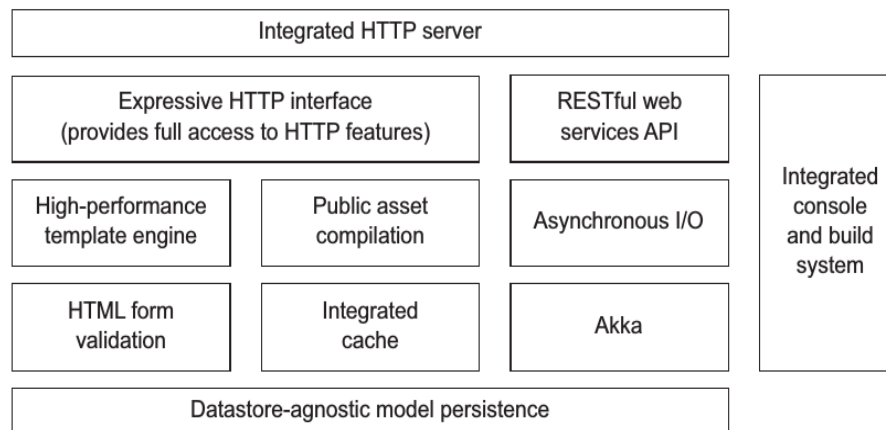 Integrated HTTP server
Expressive HTTP interface
(provides full access to HTTP features)
RESTful web
services API
Integrated
console
and build
system
High-performance
template engine
Public asset
compilation
Asynchronous I/O
HTML form
validation
Integrated
cache
Akka
Datastore-agnostic model persistence